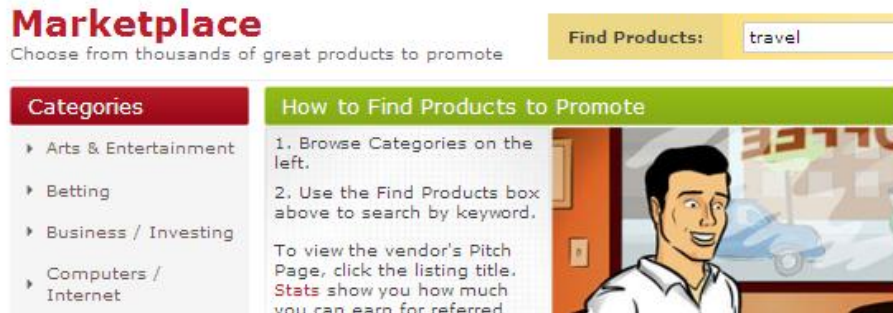 Marketplace
Choose from thousands of great products to promote
Find Products:
travel
Categories
Arts & Entertainment
Betting
Business / Investing
Computers /
Internet
How to Find Products to Promote
1. Browse Categories on the
left.
2. Use the Find Products box
above to search by keyword.
To view the vendor's Pitch
Page, click the listing title.
Stats show you how much
you can earn for referred